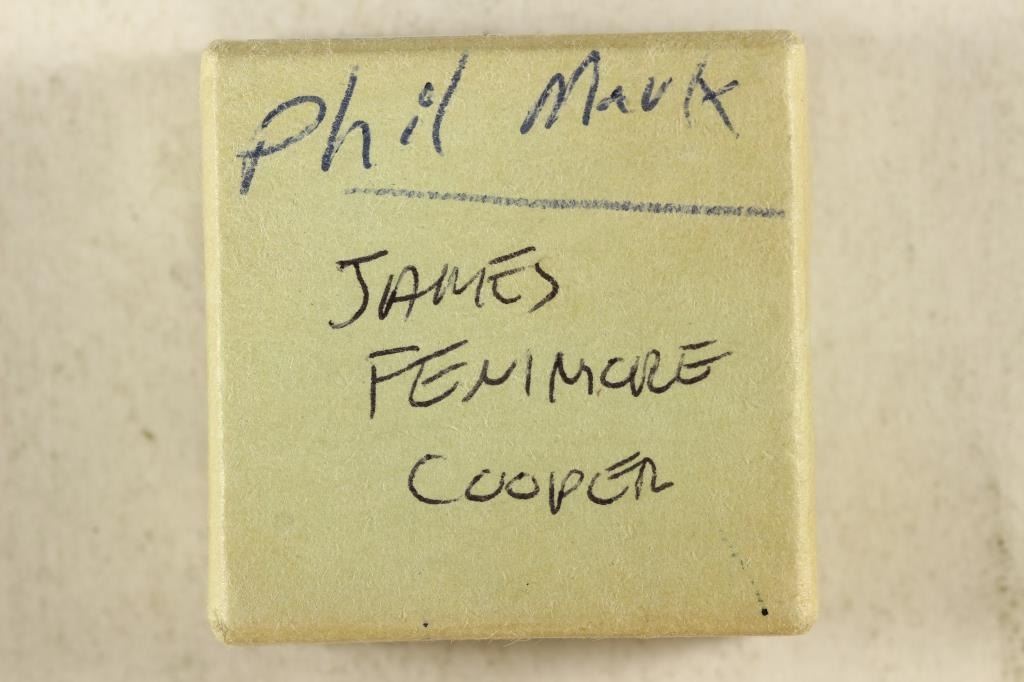 Phil Mark
JAMES
FENIMORE
COOPER